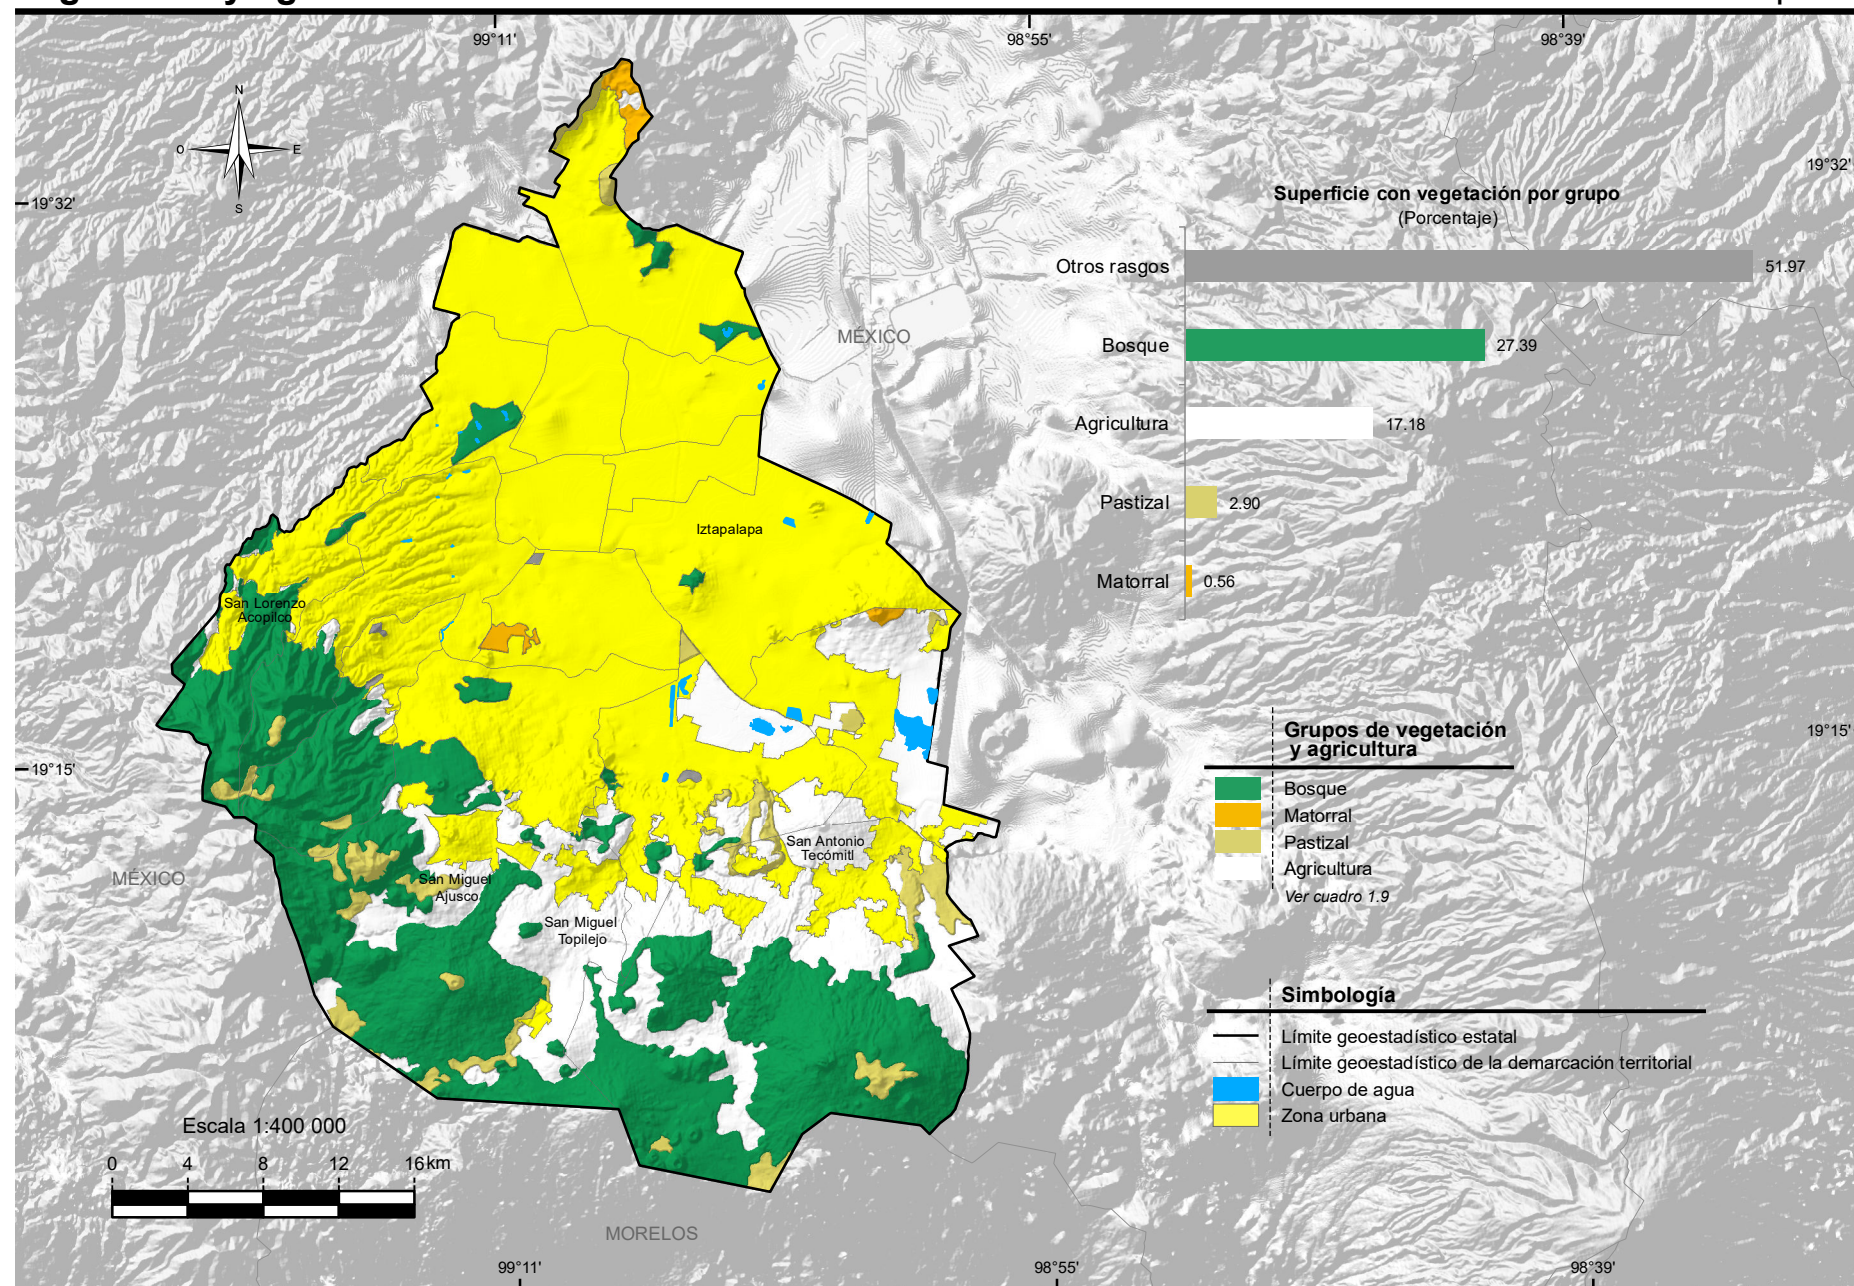 99°11'
98°55'
98°39'
N
O
E
S
19°32'
19°32'
Superficie con vegetación por grupo
(Porcentaje)
Otros rasgos
51.97
MÉXICO
Bosque
27.39
Agricultura
17.18
Pastizal
2.90
Matorral
0.56
Iztapalapa
San Lorenzo
Acopilco
19°15'
19°15'
Grupos de vegetación
y agricultura
Bosque
Matorral
Pastizal
Agricultura
Ver cuadro 1.9
San Antonio
Tecómitl
MÉXICO
San Miguel
Ajusco
San Miguel
Topilejo
Simbología
Límite geoestadístico estatal
Límite geoestadístico de la demarcación territorial
Cuerpo de agua
Zona urbana
Escala 1:400 000
0 4 8 12 16 km
MORELOS
99°11'
98°55'
98°39'